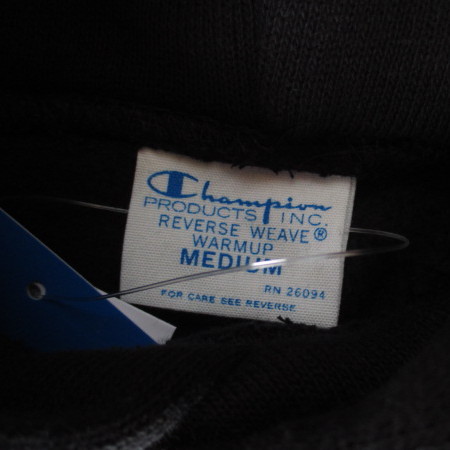 Champion
PRODUCTS INC.
REVERSE WEAVE®
WARMUP
MEDIUM
RN 26094
FOR CARE SEE REVERSE